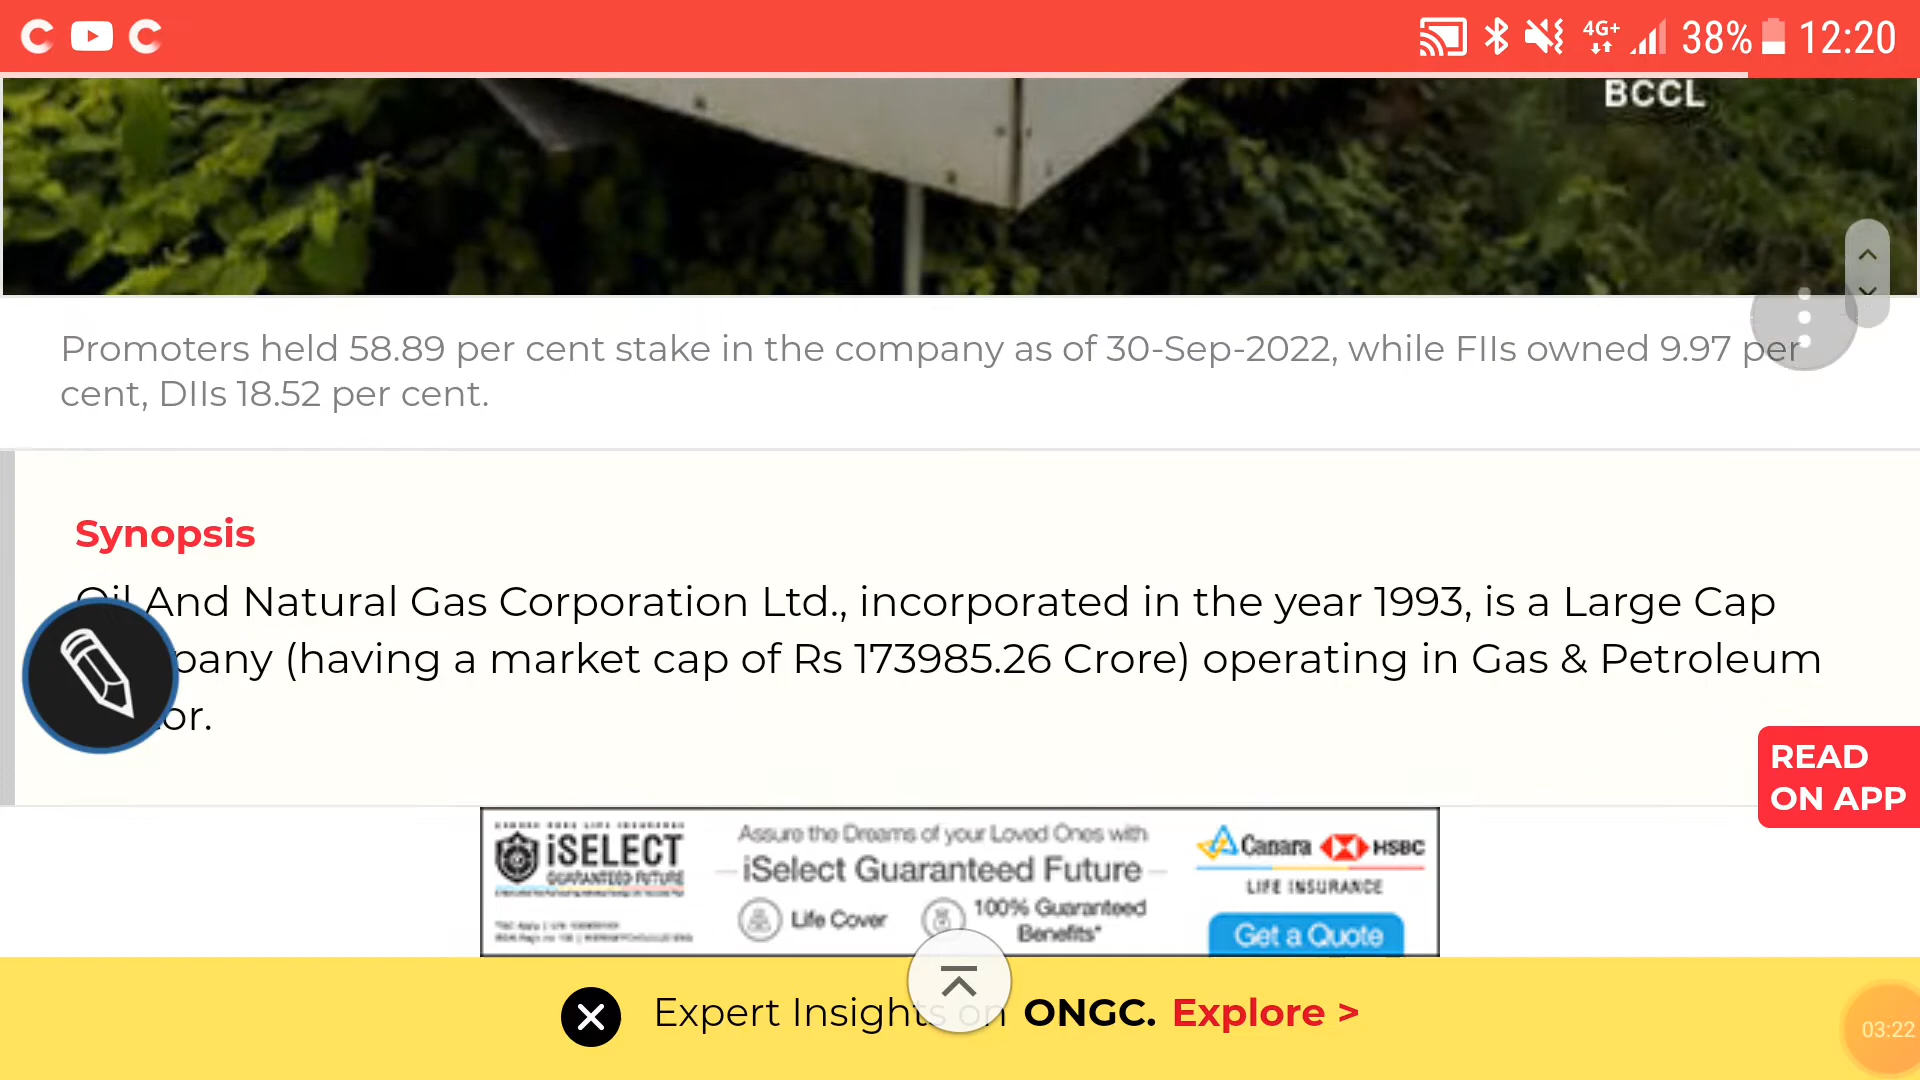 4G+ 38% 12:20
BCCL
Promoters held 58.89 per cent stake in the company as of 30-Sep-2022, while FIIs owned 9.97 per
cent, DIIs 18.52 per cent.
Synopsis
Oil And Natural Gas Corporation Ltd., incorporated in the year 1993, is a Large Cap
pany (having a market cap of Rs 173985.26 Crore) operating in Gas & Petroleum
or.
READ
ON APP
iSELECT
GUARANTEED FUTURE
Assure the Dreams of your Loved Ones with
iSelect Guaranteed Future
Life Cover
100% Guaranteed
Benefits*
Canara HSBC
LIFE INSURANCE
Get a Quote
Expert Insights on ONGC. Explore >
03:22